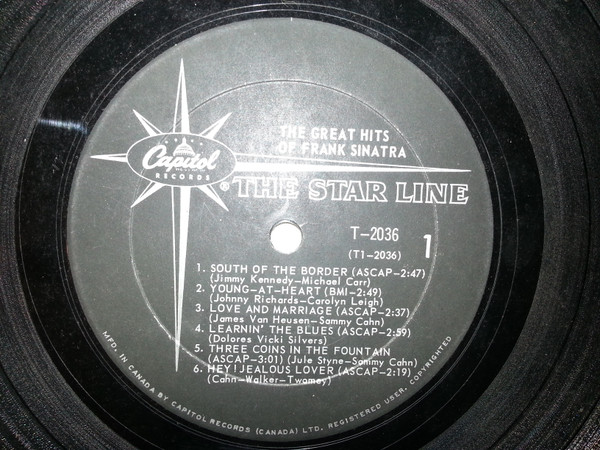 THE GREAT HITS
OF FRANK SINATRA
Capitol
RECORDS
® THE STAR LINE
T-2036
1
(T1-2036)
1. SOUTH OF THE BORDER (ASCAP-2:47)
(Jimmy Kennedy-Michael Carr)
2. YOUNG-AT-HEART (BMI-2:49)
(Johnny Richards-Carolyn Leigh)
3. LOVE AND MARRIAGE (ASCAP-2:37)
(James Van Heusen-Sammy Cahn)
4. LEARNIN' THE BLUES (ASCAP-2:59)
(Dolores Vicki Silvers)
5. THREE COINS IN THE FOUNTAIN
(ASCAP-3:01) (Jule Styne-Sammy Cahn)
6. HEY! JEALOUS LOVER (ASCAP-2:19)
(Cahn-Walker-Twomey)
MFD. IN CANADA BY CAPITOL RECORDS (CANADA) LTD. REGISTERED USER. COPYRIGHTED